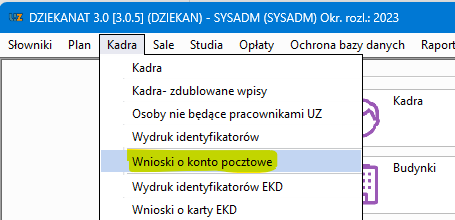 DZIEKANAT 3.0 [3.0.5] (DZIEKAN) - SYSADM (SYSADM) Okr. rozl.: 2023
Słowniki Plan Kadra Sale Studia Opłaty Ochrona bazy danych Raport
Kadra
Kadra- zdublowane wpisy
Osoby nie będące pracownikami UZ
Wydruk identyfikatorów
Wnioski o konto pocztowe
Wydruk identyfikatorów EKD
Wnioski o karty EKD
Kadra
Budynki